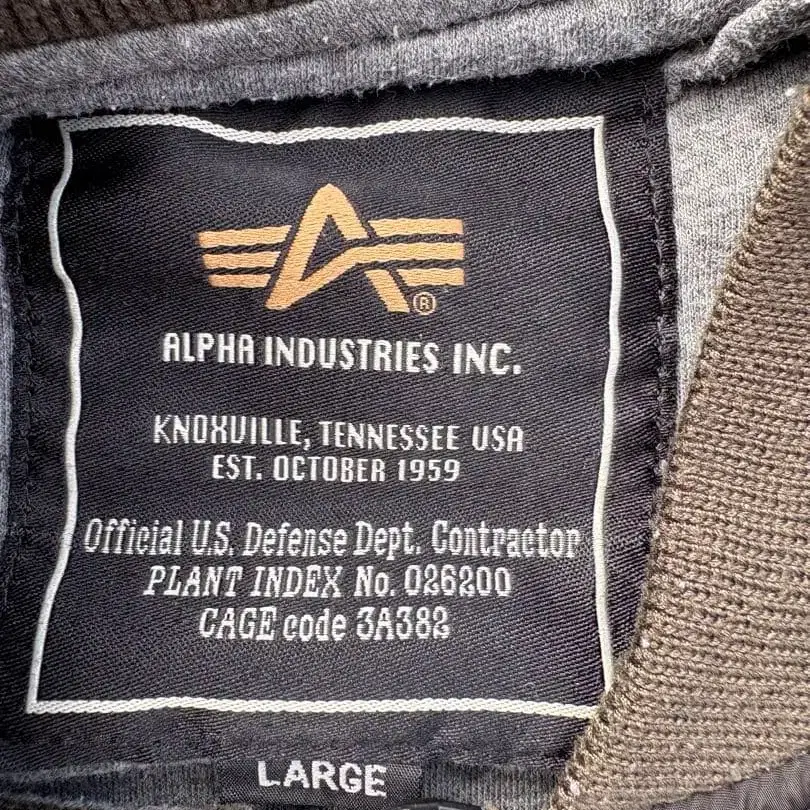 ®
ALPHA INDUSTRIES INC.
KNOXVILLE, TENNESSEE USA
EST. OCTOBER 1959
Official U.S. Defense Dept. Contractor
PLANT INDEX No. 026200
CAGE code 3A382
LARGE